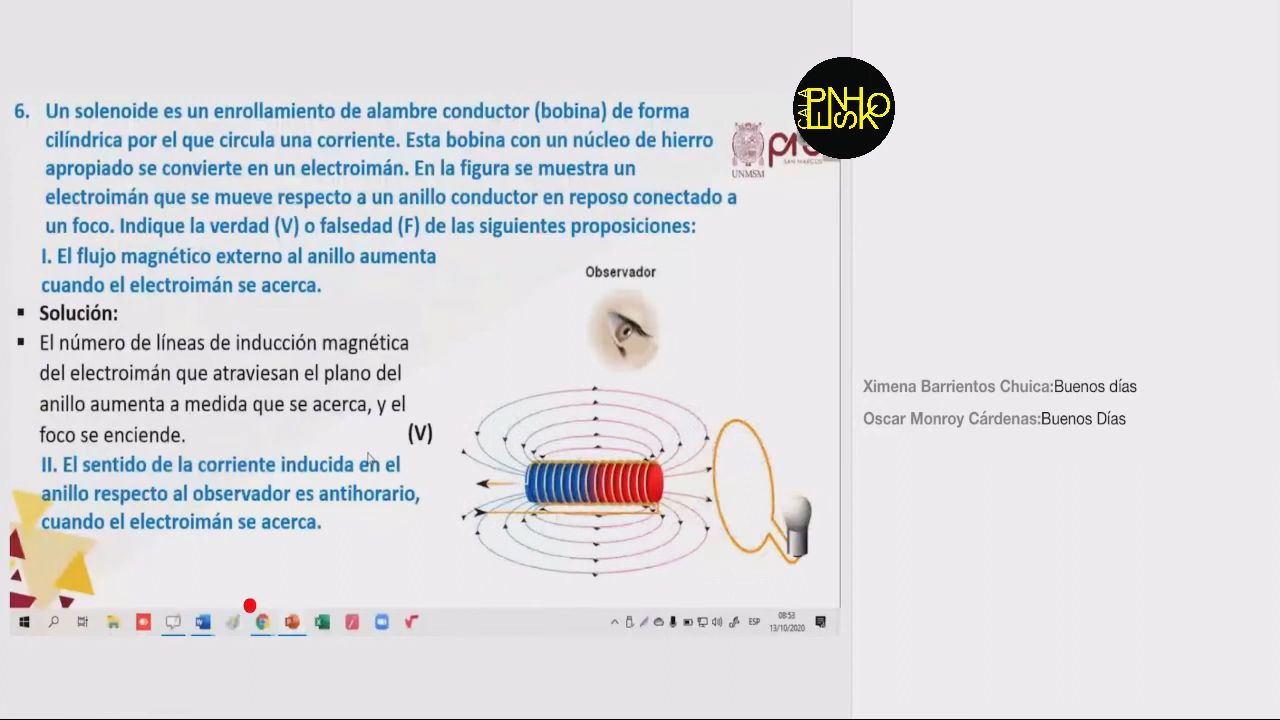 6. Un solenoide es un enrollamiento de alambre conductor (bobina) de forma
cilíndrica por el que circula una corriente. Esta bobina con un núcleo de hierro
apropiado se convierte en un electroimán. En la figura se muestra un
electroimán que se mueve respecto a un anillo conductor en reposo conectado a
un foco. Indique la verdad (V) o falsedad (F) de las siguientes proposiciones:
I. El flujo magnético externo al anillo aumenta
cuando el electroimán se acerca.
▪ Solución:
▪ El número de líneas de inducción magnética
del electroimán que atraviesan el plano del
anillo aumenta a medida que se acerca, y el
foco se enciende. (V)
II. El sentido de la corriente inducida en el
anillo respecto al observador es antihorario,
cuando el electroimán se acerca.
Observador
UNMSM
SAN MARCOS
Ximena Barrientos Chuica:Buenos días
Oscar Monroy Cárdenas:Buenos Días
ESP
08:53
13/10/2020